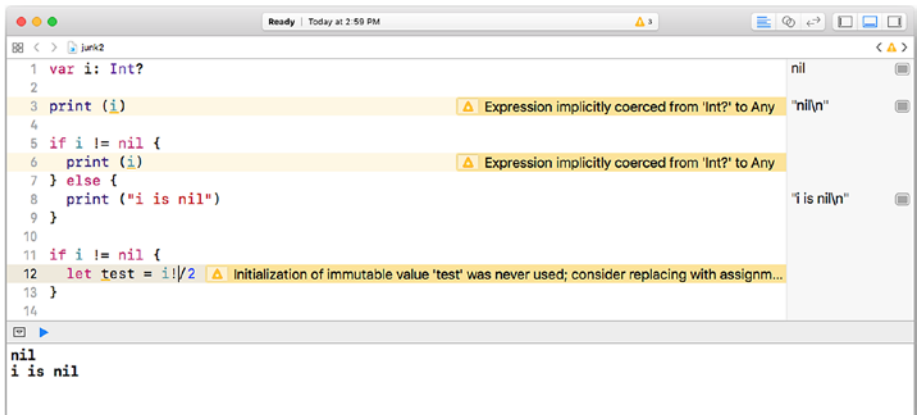 Ready | Today at 2:59 PM 3
junk2
1 var i: Int? nil
2
3 print (i) Expression implicitly coerced from 'Int?' to Any "nil\n"
4
5 if i != nil {
6 print (i) Expression implicitly coerced from 'Int?' to Any
7 } else {
8 print ("i is nil") "i is nil\n"
9 }
10
11 if i != nil {
12 let test = i!/2 Initialization of immutable value 'test' was never used; consider replacing with assignm...
13 }
14
nil
i is nil